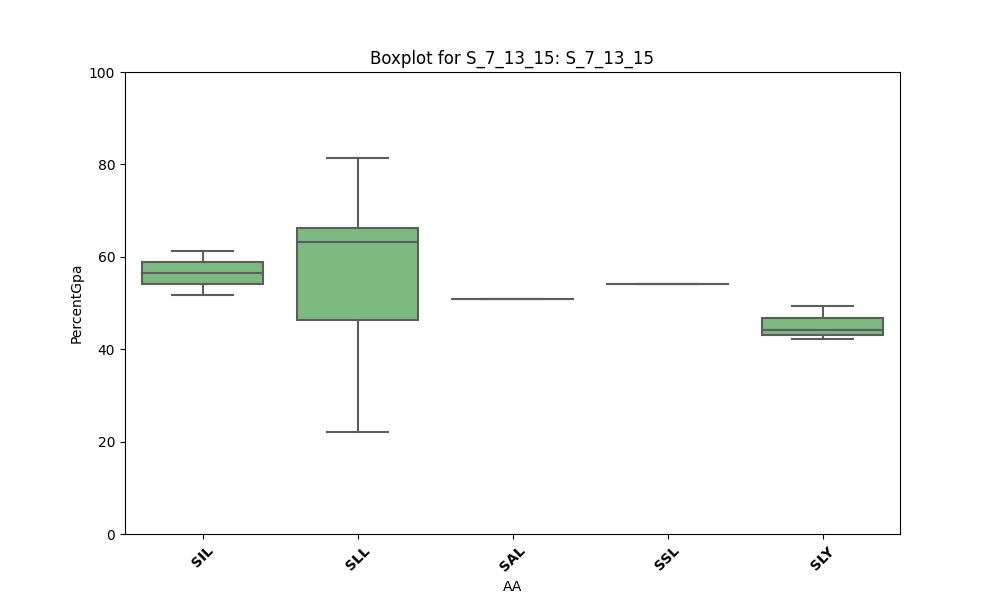 Boxplot for S_7_13_15: S_7_13_15
100
80
60
40
20
0
PercentGpa
SIL
SLL
SAL
SSL
SLY
AA